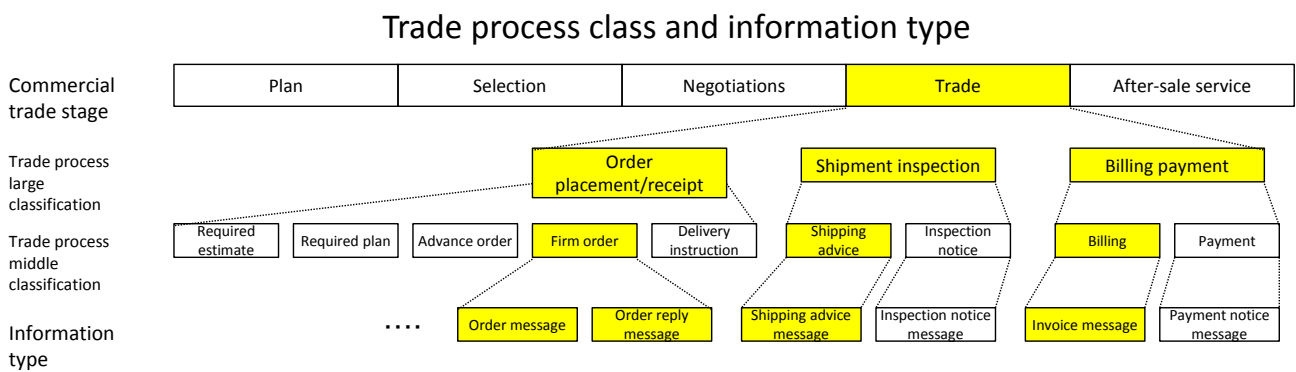 Trade process class and information type
Commercial
trade stage
Plan
Selection
Negotiations
Trade
After-sale service
Trade process
large
classification
Order
placement/receipt
Shipment inspection
Billing payment
Trade process
middle
classification
Required
estimate
Required plan
Advance order
Firm order
Delivery
instruction
Shipping
advice
Inspection
notice
Billing
Payment
Information
type
....
Order message
Order reply
message
Shipping advice
message
Inspection notice
message
Invoice message
Payment notice
message